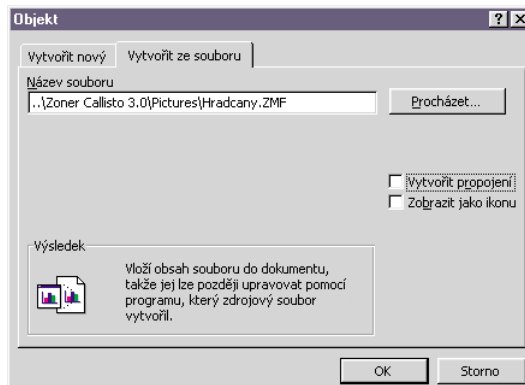 Objekt
Vytvořit nový
Vytvořit ze souboru
Název souboru
..\Zoner Callisto 3.0\Pictures\Hradcany.ZMF
Procházet...
Vytvořit propojení
Zobrazit jako ikonu
Výsledek
Vloží obsah souboru do dokumentu,
takže jej lze později upravovat pomocí
programu, který zdrojový soubor
vytvořil.
OK
Storno